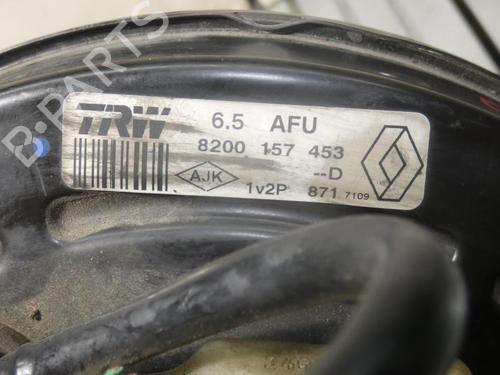 B-PARTS
TRW 6.5 AFU
8200 157 453
--D
AJK 1v2P 871 7109